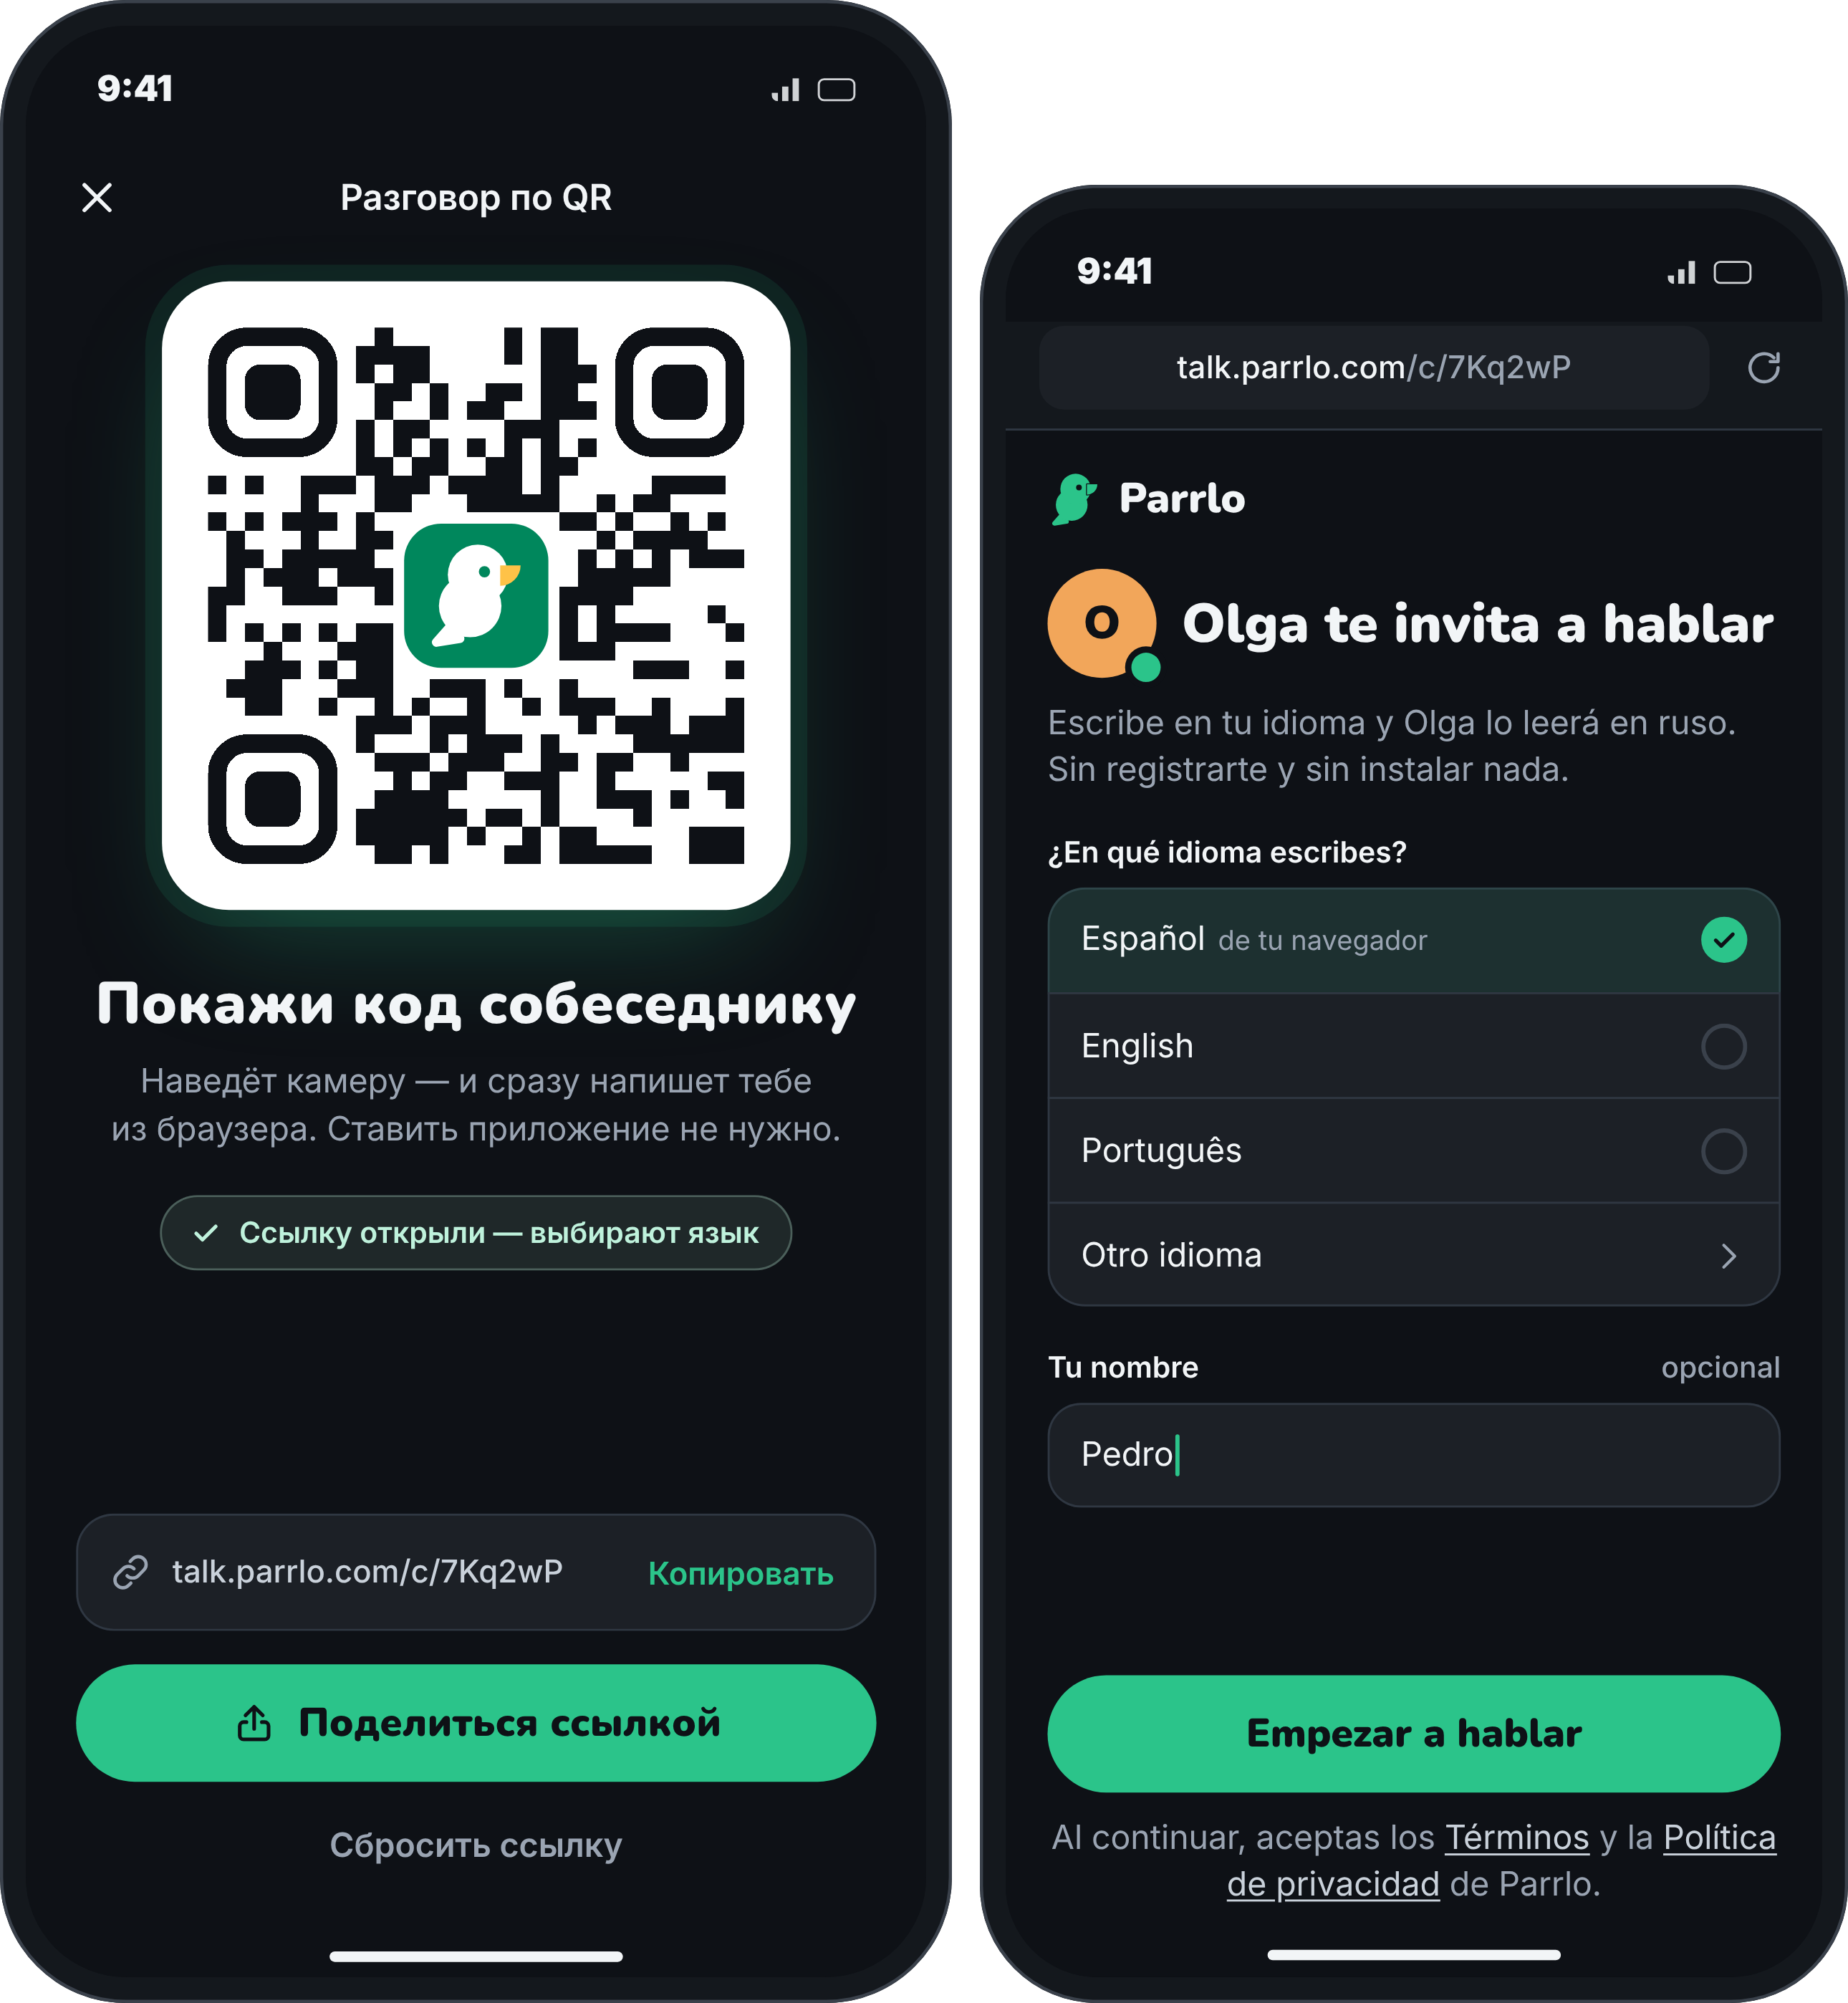 9:41
Разговор по QR
Покажи код собеседнику
Наведёт камеру — и сразу напишет тебе
из браузера. Ставить приложение не нужно.
Ссылку открыли — выбирают язык
talk.parrlo.com/c/7Kq2wP Копировать
Поделиться ссылкой
Сбросить ссылку
9:41
talk.parrlo.com/c/7Kq2wP
Parrlo
O Olga te invita a hablar
Escribe en tu idioma y Olga lo leerá en ruso.
Sin registrarte y sin instalar nada.
¿En qué idioma escribes?
Español de tu navegador
English
Português
Otro idioma
Tu nombre opcional
Pedro
Empezar a hablar
Al continuar, aceptas los Términos y la Política
de privacidad de Parrlo.